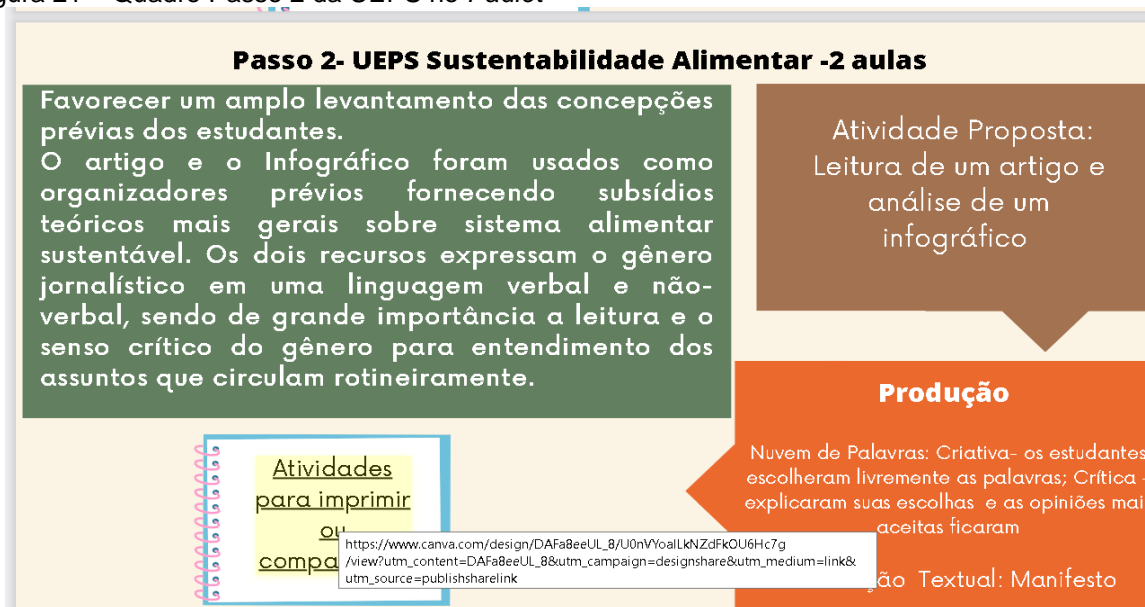 Passo 2- UEPS Sustentabilidade Alimentar -2 aulas
Favorecer um amplo levantamento das concepções
prévias dos estudantes.
O artigo e o Infográfico foram usados como
organizadores prévios fornecendo subsídios
teóricos mais gerais sobre sistema alimentar
sustentável. Os dois recursos expressam o gênero
jornalístico em uma linguagem verbal e não-
verbal, sendo de grande importância a leitura e o
senso crítico do gênero para entendimento dos
assuntos que circulam rotineiramente.
Atividade Proposta:
Leitura de um artigo e
análise de um
infográfico
Produção
Nuvem de Palavras: Criativa- os estudantes
escolheram livremente as palavras; Crítica -
explicaram suas escolhas e as opiniões mai
aceitas ficaram
ão Textual: Manifesto
Atividades
para imprimir
ou
compa
https://www.canva.com/design/DAFa8eeUL_8/U0nVYoalLkNZdFkOU6Hc7g
/view?utm_content=DAFa8eeUL_8&utm_campaign=designshare&utm_medium=link&
utm_source=publishsharelink